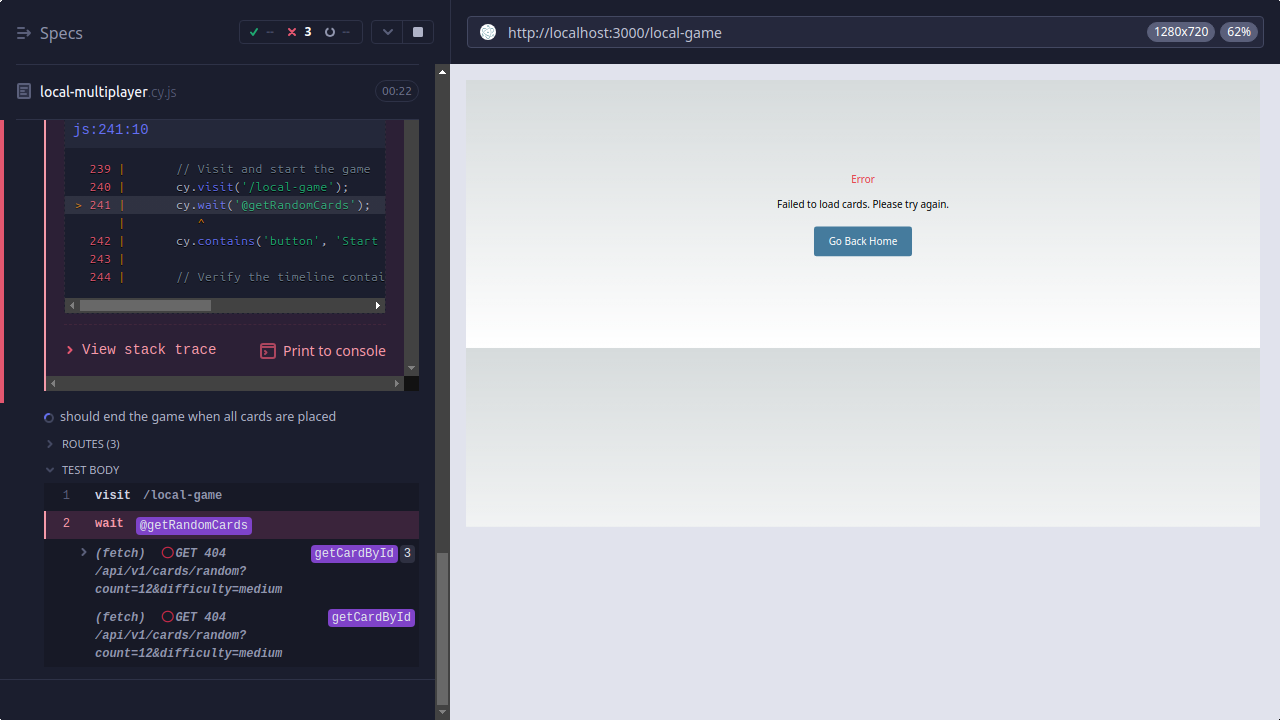 Specs
-- 3 --
http://localhost:3000/local-game
1280x720 62%
local-multiplayer.cy.js
00:22
js:241:10
239 | // Visit and start the game
240 | cy.visit('/local-game');
> 241 | cy.wait('@getRandomCards');
| ^
242 | cy.contains('button', 'Start
243 |
244 | // Verify the timeline contai
View stack trace
Print to console
should end the game when all cards are placed
ROUTES (3)
TEST BODY
1 visit /local-game
2 wait @getRandomCards
(fetch) GET 404 getCardById 3
/api/v1/cards/random?
count=12&difficulty=medium
(fetch) GET 404 getCardById
/api/v1/cards/random?
count=12&difficulty=medium
Error
Failed to load cards. Please try again.
Go Back Home